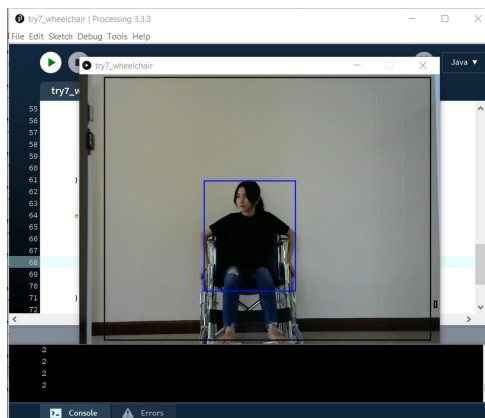 try7_wheelchair | Processing 3.3.3
File Edit Sketch Debug Tools Help
Java ▼
try7_wheelchair
try7_w
55
56
57
58
59
60
61 }
62
63
64 e
65
66
67
68
69
70
71 }
72
2
2
2
2
Console
Errors